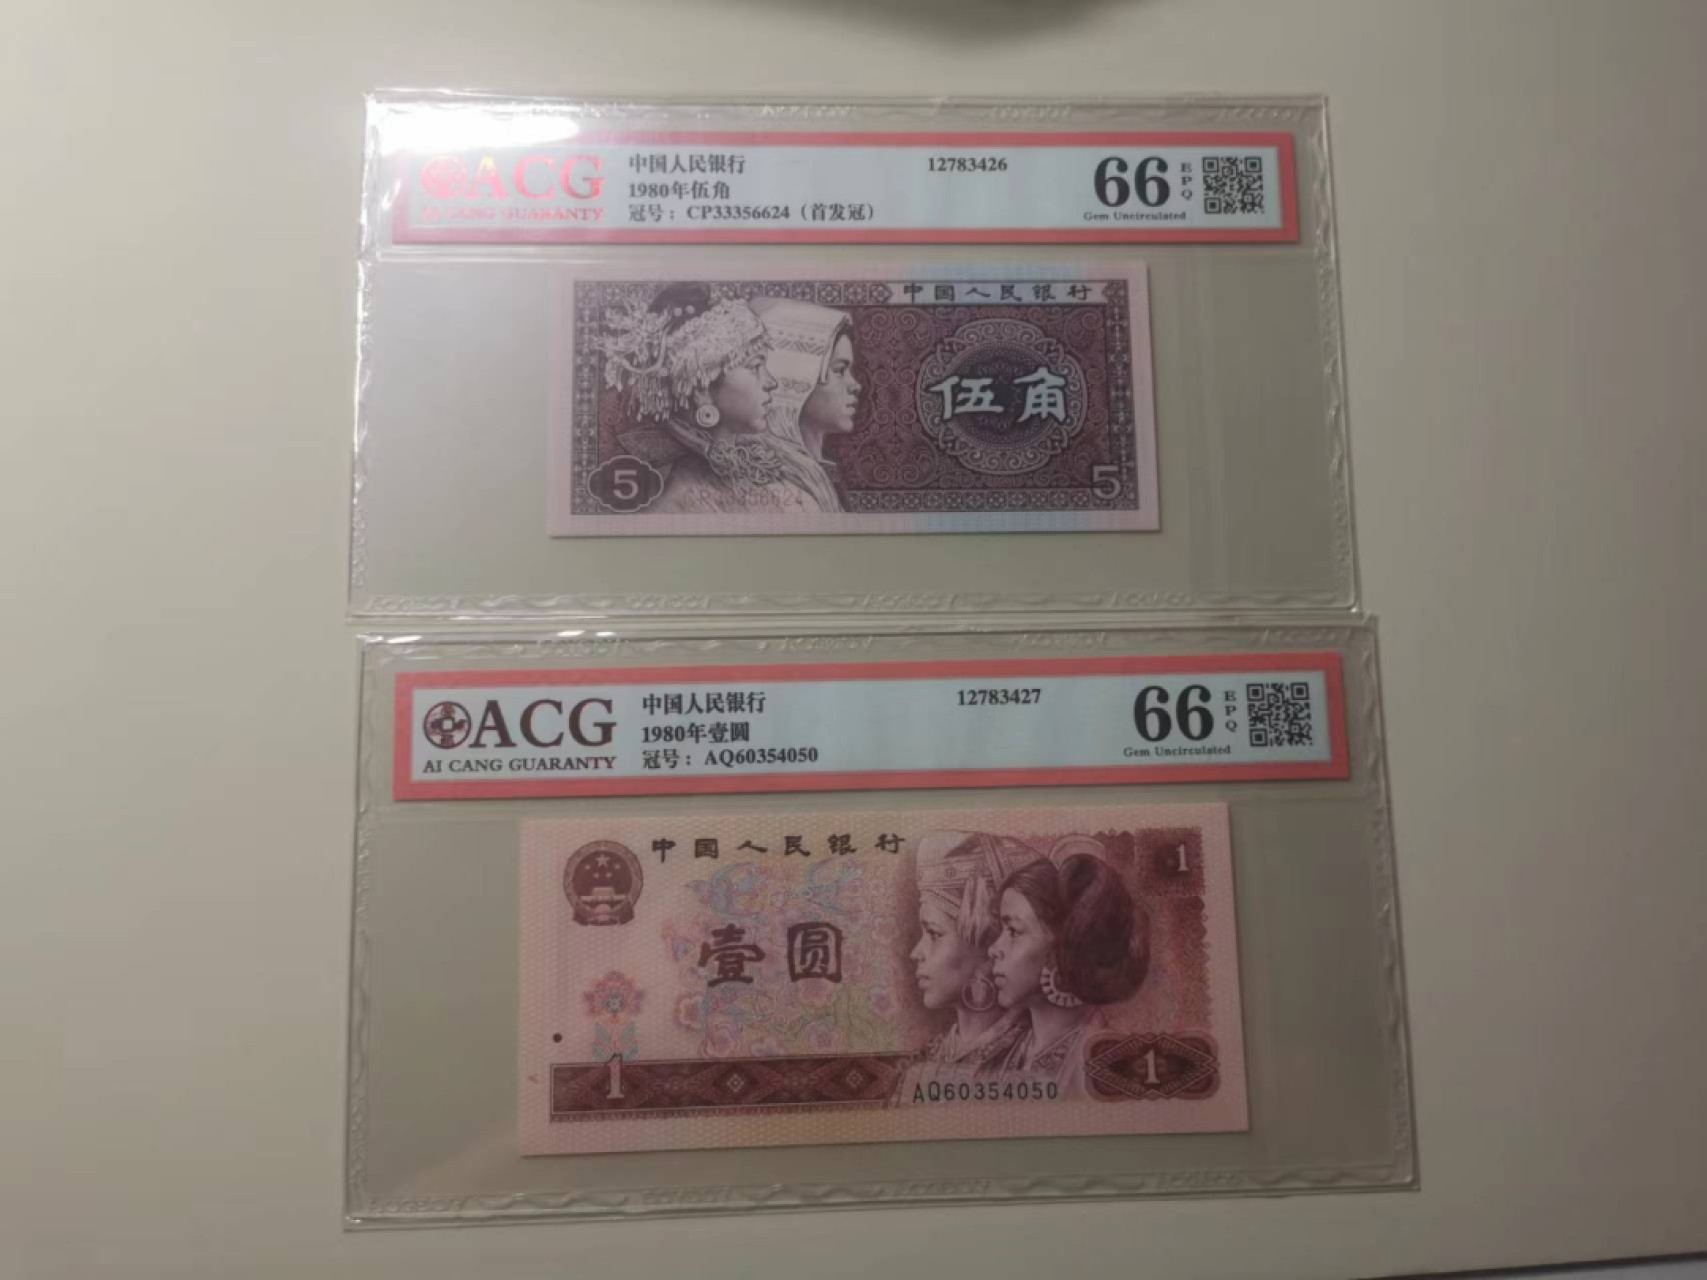 ACG
AI CANG GUARANTY
中国人民银行
1980年伍角
冠号：CP33356624（首发冠）
12783426
66
EPQ
Gem Uncirculated
中国人民银行
伍角
5
5
ACG
AI CANG GUARANTY
中国人民银行
1980年壹圆
冠号：AQ60354050
12783427
66
EPQ
Gem Uncirculated
中国人民银行
1
壹圆
1
AQ60354050
1